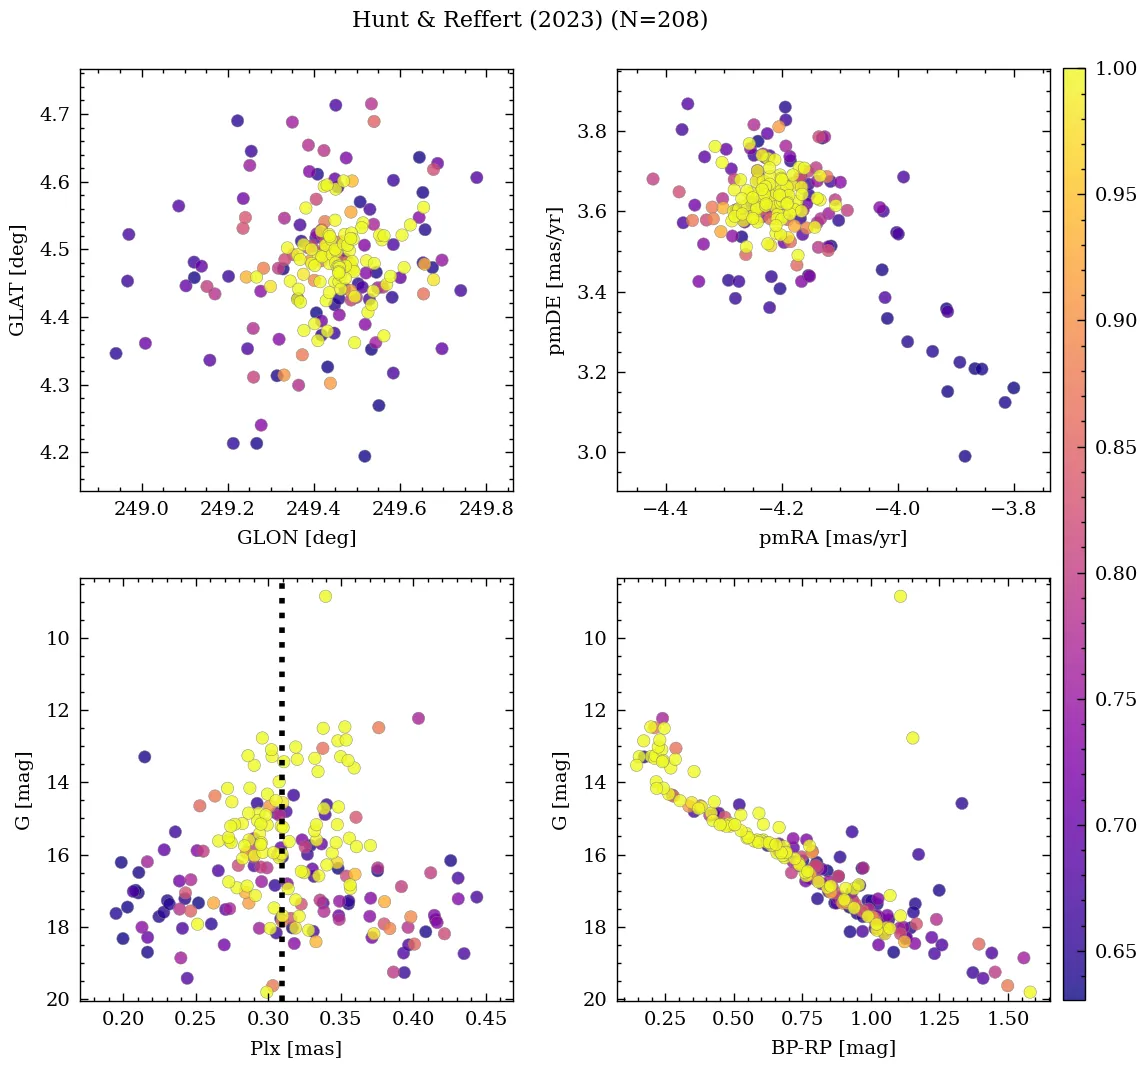 Hunt & Reffert (2023) (N=208)
4.7
4.6
4.5
4.4
4.3
4.2
GLAT [deg]
249.0 249.2 249.4 249.6 249.8
GLON [deg]
3.8
3.6
3.4
3.2
3.0
pmDE [mas/yr]
−4.4 −4.2 −4.0 −3.8
pmRA [mas/yr]
1.00
0.95
0.90
0.85
0.80
0.75
0.70
0.65
10
12
14
16
18
20
G [mag]
0.20 0.25 0.30 0.35 0.40 0.45
Plx [mas]
10
12
14
16
18
20
G [mag]
0.25 0.50 0.75 1.00 1.25 1.50
BP-RP [mag]